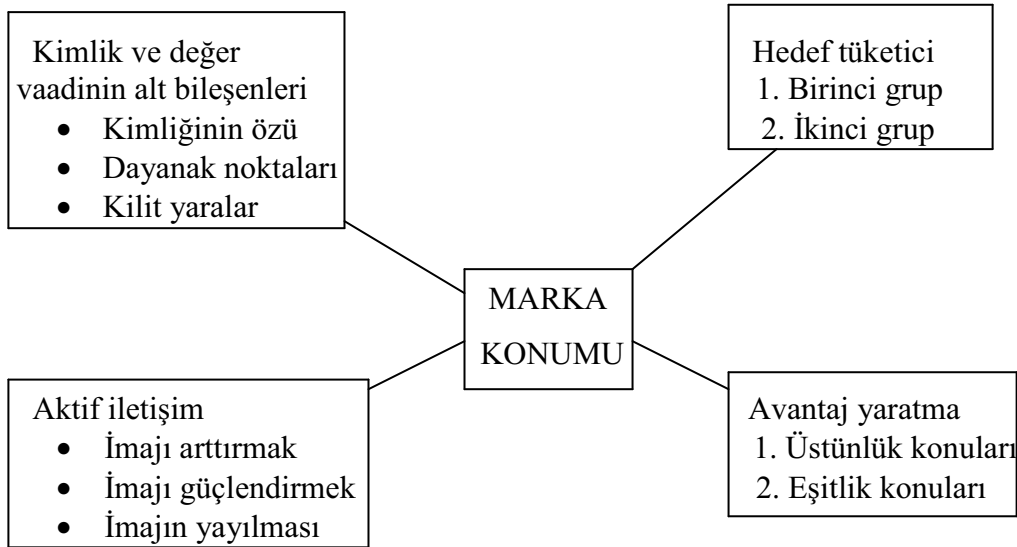 Kimlik ve değer
vaadinin alt bileşenleri
• Kimliğinin özü
• Dayanak noktaları
• Kilit yaralar
Hedef tüketici
1. Birinci grup
2. İkinci grup
MARKA
KONUMU
Aktif iletişim
• İmajı arttırmak
• İmajı güçlendirmek
• İmajın yayılması
Avantaj yaratma
1. Üstünlük konuları
2. Eşitlik konuları